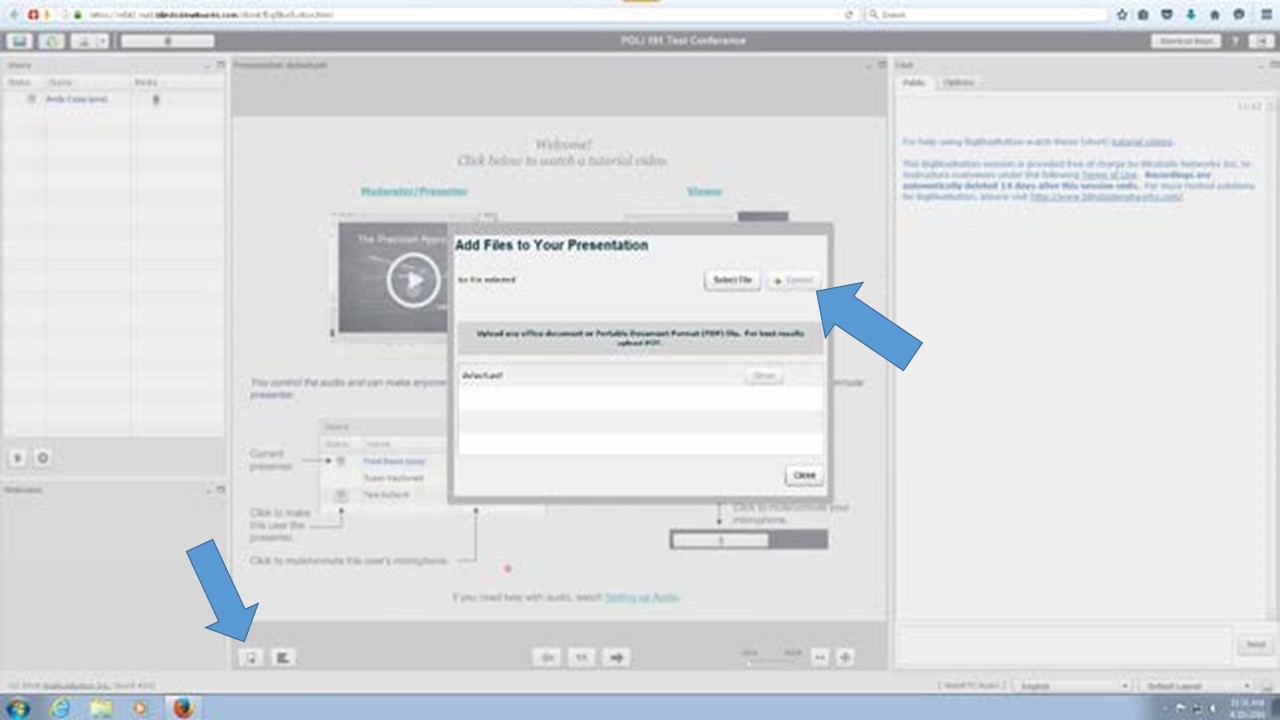 POLI 191 Test Conference
Shortcut Keys
Users
Presentation: default.pdf
Chat
Status
Name
Media
Public
Options
Welcome!
Click below to watch a tutorial video.
For help using BigBlueButton watch these (short) tutorial videos.
This BigBlueButton session is provided free of charge by Blindside Networks Inc. to
Instructure customers under the following Terms of Use. Recordings are
automatically deleted 14 days after this session ends. For more hosted solutions
for BigBlueButton, please visit http://www.blindsidenetworks.com/.
Moderator/Presenter
Viewer
Add Files to Your Presentation
No file selected
Select File
Upload
Upload any office document or Portable Document Format (PDF) file. For best results
upload PDF.
default.pdf
Show
Close
You control the audio and can make anyone
presenter.
Users
Status
Name
Current
presenter
Click to make
this user the
presenter.
Click to mute/unmute your
microphone.
Click to mute/unmute this user's microphone.
If you need help with audio, watch Setting up Audio.
Webcams
Send
English
Default Layout